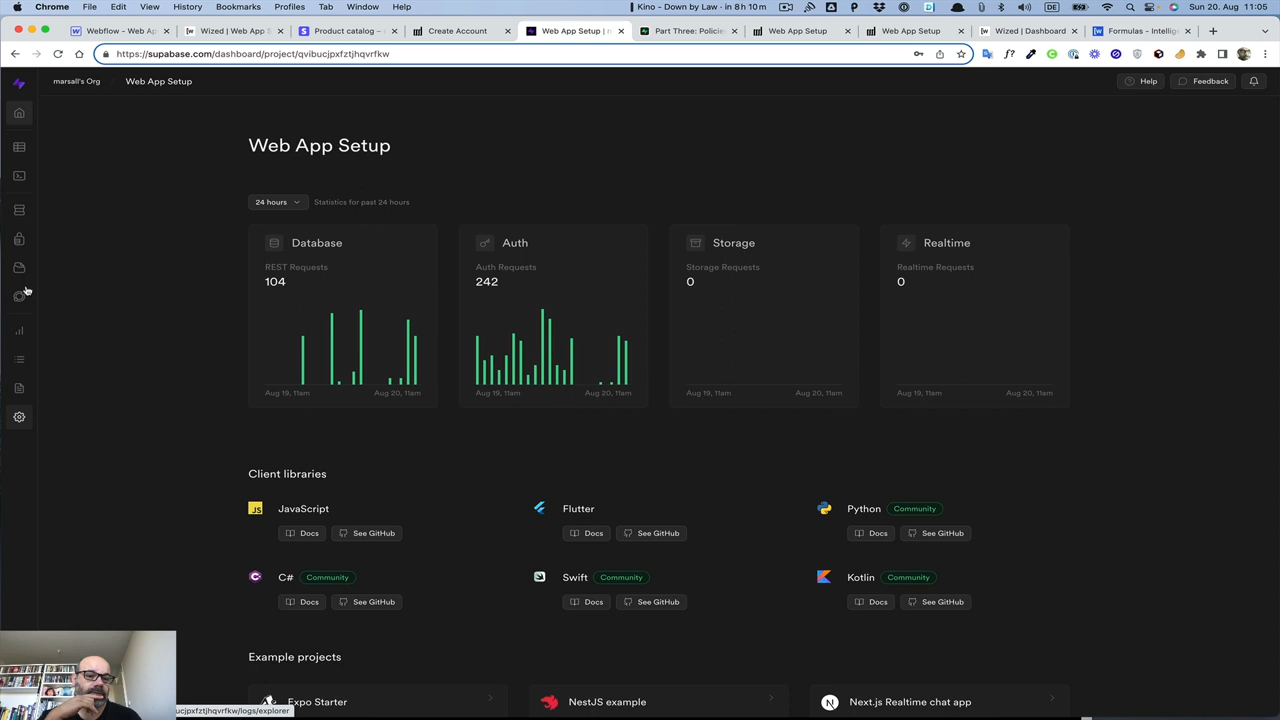 Chrome File Edit View History Bookmarks Profiles Tab Window Help Kino - Down by Law • in 8 h 10 m DE Sun 20. Aug 11:05
Webflow - Web Ap Wized | Web App S Product catalog – Create Account Web App Setup | m Part Three: Policie Web App Setup Web App Setup Wized | Dashboard Formulas - Intellig
https://supabase.com/dashboard/project/qvibucjpxfztjhqvrfkw
marsall's Org Web App Setup Help Feedback
Web App Setup
24 hours Statistics for past 24 hours
Database Auth Storage Realtime
REST Requests Auth Requests Storage Requests Realtime Requests
104 242 0 0
Aug 19, 11am Aug 20, 11am Aug 19, 11am Aug 20, 11am Aug 19, 11am Aug 20, 11am Aug 19, 11am Aug 20, 11am
Client libraries
JS JavaScript Flutter Python Community
Docs See GitHub Docs See GitHub Docs See GitHub
C# Community Swift Community Kotlin Community
Docs See GitHub Docs See GitHub Docs See GitHub
Example projects
Expo Starter NestJS example N Next.js Realtime chat app
ucjpxfztjhqvrfkw/logs/explorer